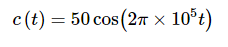 c (t) = 50 cos(2π × 10⁵t)